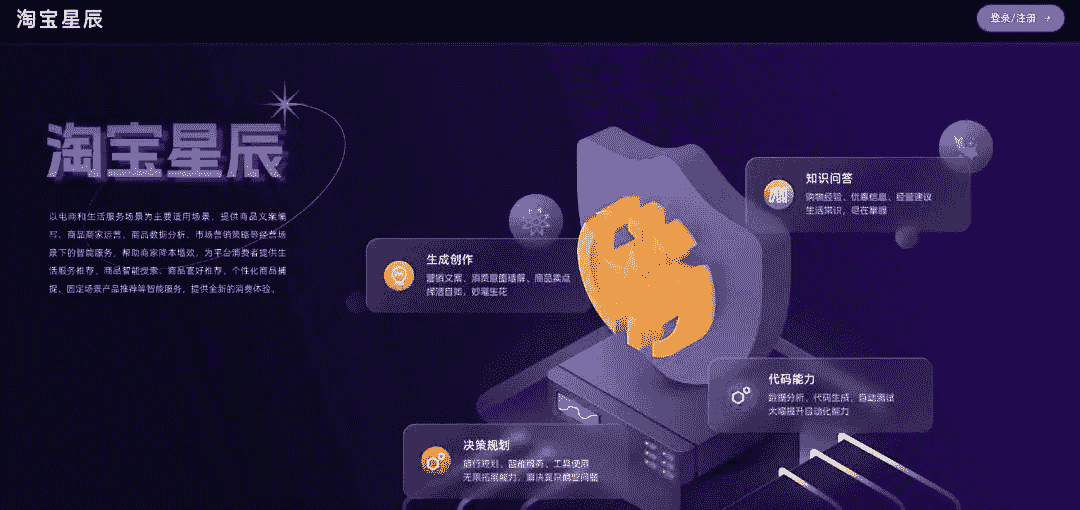 淘宝星辰
登录/注册
淘宝星辰
以电商和生活服务场景为主要适用场景，提供商品文案编
写、商品商家运营、商品数据分析、市场营销策略等经营场
景下的智能服务，帮助商家降本增效，为平台消费者提供生
活服务推荐、商品智能搜索、商品喜好推荐、个性化商品捕
捉、固定场景产品推荐等智能服务，提供全新的消费体验。
知识问答
购物经验、优惠信息、经营建议
生活常识，尽在掌握
生成创作
营销文案、消费意图理解、商品卖点
挥洒自如，妙笔生花
代码能力
数据分析、代码生成、自动测试
大幅提升自动化能力
决策规划
旅行规划、智能服务、工具使用
无限拓展能力，解决复杂模型问题